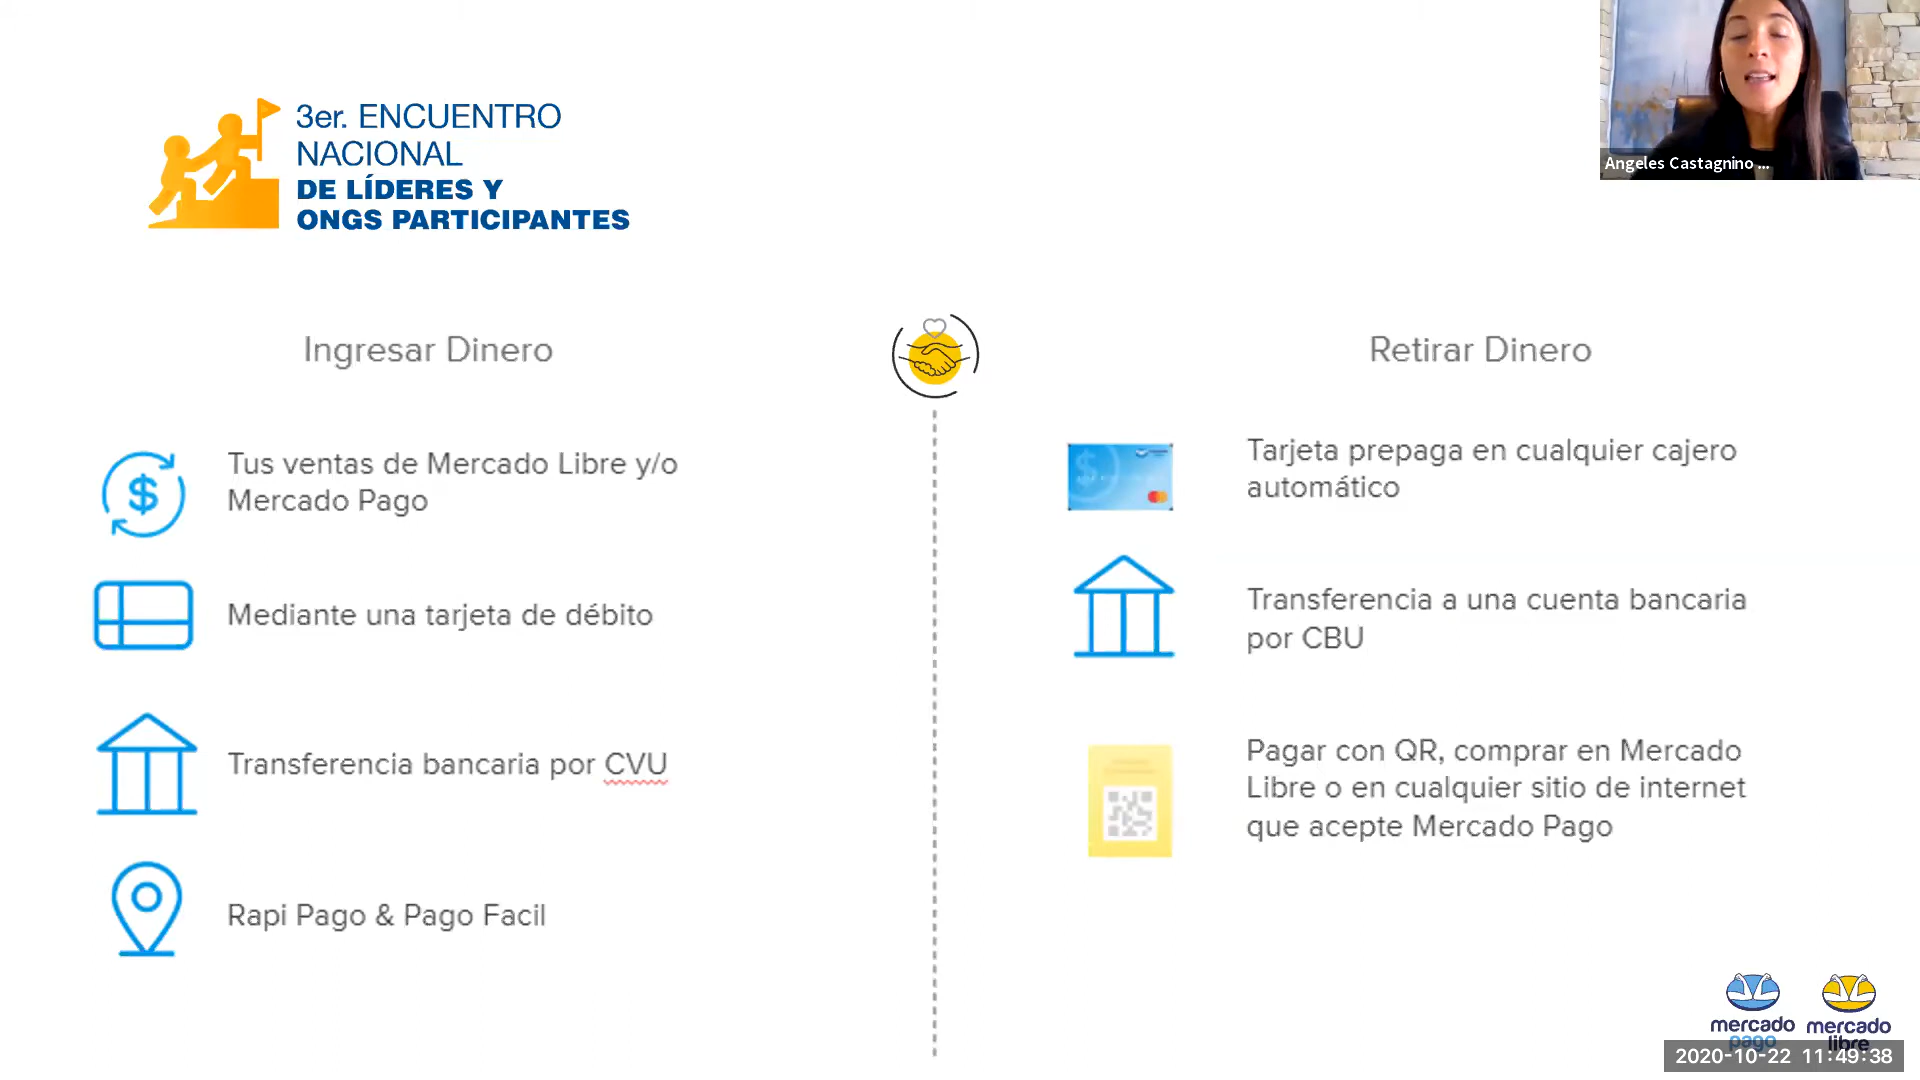 3er. ENCUENTRO
NACIONAL
DE LÍDERES Y
ONGS PARTICIPANTES
Angeles Castagnino ...
Ingresar Dinero
Tus ventas de Mercado Libre y/o
Mercado Pago
Mediante una tarjeta de débito
Transferencia bancaria por CVU
Rapi Pago & Pago Facil
Retirar Dinero
Tarjeta prepaga en cualquier cajero
automático
Transferencia a una cuenta bancaria
por CBU
Pagar con QR, comprar en Mercado
Libre o en cualquier sitio de internet
que acepte Mercado Pago
mercado
pago
mercado
libre
2020-10-22 11:49:38